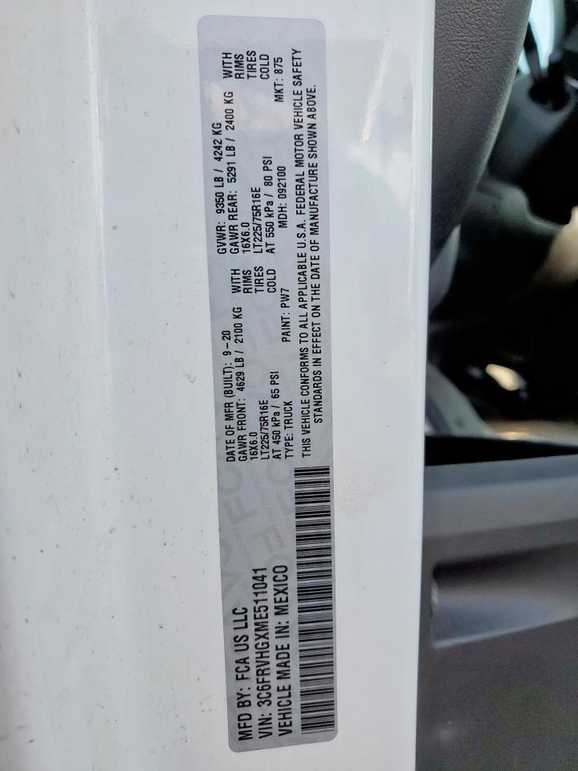 MFD BY: FCA US LLC
VIN: 3C6FRVHGXME511041
VEHICLE MADE IN: MEXICO
DATE OF MFR (BUILT): 9-20
GAWR FRONT: 4629 LB / 2100 KG WITH
16X6.0 RIMS
LT225/75R16E TIRES
AT 450 kPa / 65 PSI COLD
TYPE: TRUCK PAINT: PW7
GVWR: 9350 LB / 4242 KG
GAWR REAR: 5291 LB / 2400 KG WITH
16X6.0 RIMS
LT225/75R16E TIRES
AT 550 kPa / 80 PSI COLD
MDH: 092100 MKT: 875
THIS VEHICLE CONFORMS TO ALL APPLICABLE U.S.A. FEDERAL MOTOR VEHICLE SAFETY
STANDARDS IN EFFECT ON THE DATE OF MANUFACTURE SHOWN ABOVE.